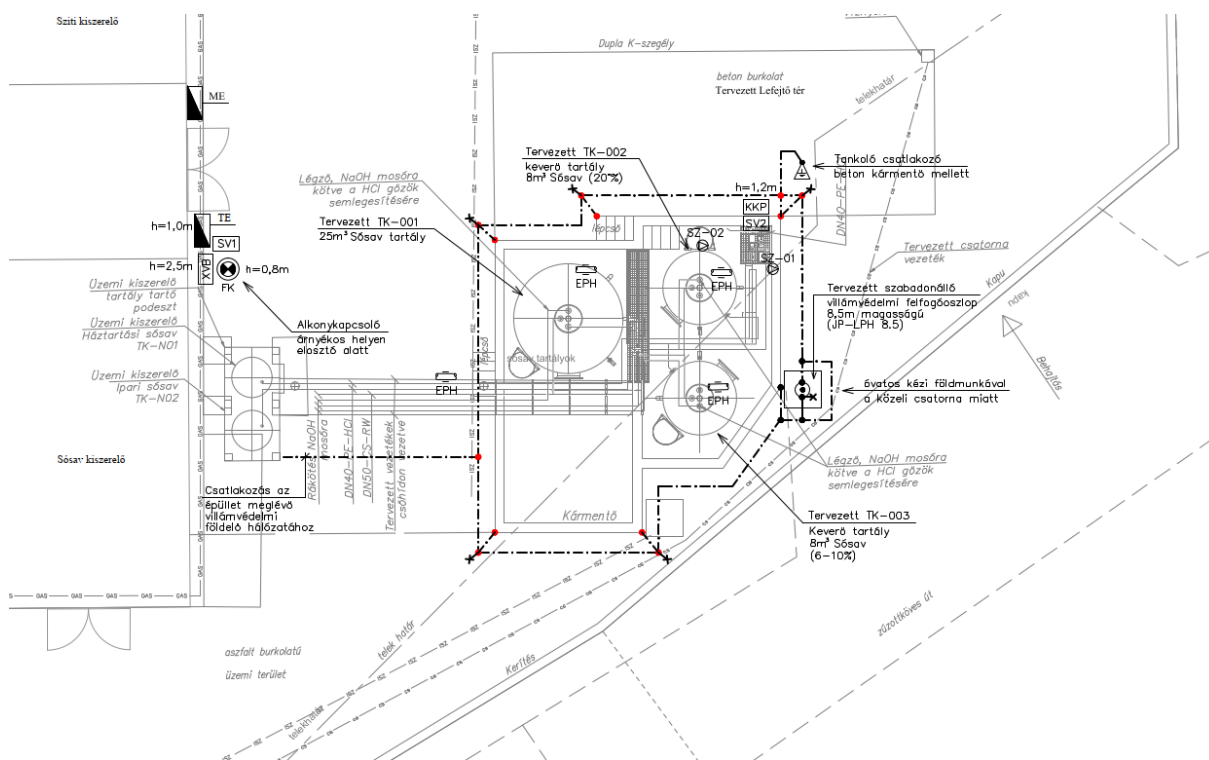 Sziti kiszerelő
Dupla K-szegély
beton burkolat
Tervezett Lefejtő tér
telekhatár
ME
GAS
ZSI
Tervezett TK-002
keverő tartály
8m³ Sósav (20%)
Tankoló csatlakozó
beton kármentő mellett
Légző, NaOH mosóra
kötve a HCl gőzök
semlegesítésére
h=1,2m
KKP
SV2
Tervezett TK-001
25m³ Sósav tartály
lépcső
SZ-02
SZ-01
Tervezett csatorna
vezeték
TE
h=1,0m
SV1
h=2,5m
BVX
h=0,8m
FK
EPH
EPH
Kapu
kapu
Behajtás
Üzemi kiszerelő
tartály tartó
podeszt
Üzemi kiszerelő
Háztartási sósav
TK-N01
Üzemi kiszerelő
Ipari sósav
TK-N02
Alkonykapcsoló
árnyékos helyen
elosztó alatt
Tervezett szabadonálló
villámvédelmi felfogóoszlop
8,5m magasságú
(JP-LPH 8.5)
lépcső
sósav tartályok
EPH
EPH
óvatos kézi földmunkával
a közeli csatorna miatt
Sósav kiszerelő
Rákötés NaOH
mosóra
DN40-PE-HCl
DN50-CS-RW
Tervezett vezetékek
csőhídon vezetve
Csatlakozás az
épület meglévő
villámvédelmi
földelő hálózatához
Légző, NaOH mosóra
kötve a HCl gőzök
semlegesítésére
Kármentő
Tervezett TK-003
Keverő tartály
8m³ Sósav
(6-10%)
aszfalt burkolatú
üzemi terület
telek határ
telekhatár
Kerítés
zúzottköves út